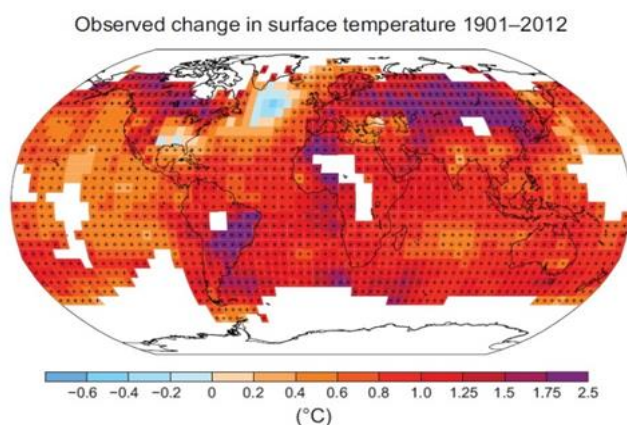 Observed change in surface temperature 1901–2012
−0.6 −0.4 −0.2 0 0.2 0.4 0.6 0.8 1.0 1.25 1.5 1.75 2.5
(°C)